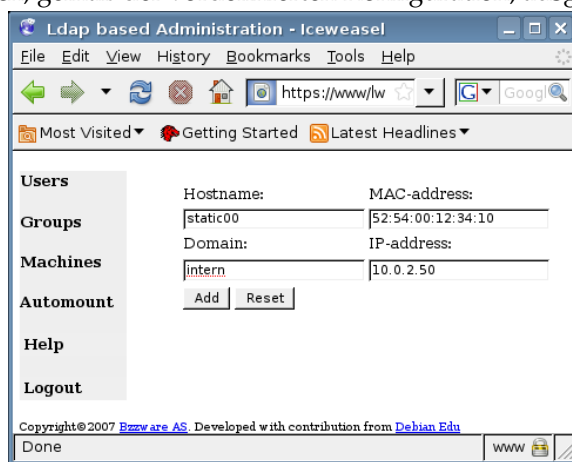 Ldap based Administration - Iceweasel
File Edit View History Bookmarks Tools Help
https://www/lw G Googl
Most Visited Getting Started Latest Headlines
Users
Groups
Machines
Automount
Help
Logout
Hostname: MAC-address:
static00 52:54:00:12:34:10
Domain: IP-address:
intern 10.0.2.50
Add Reset
Copyright© 2007 Bzzware AS. Developed with contribution from Debian Edu
Done www